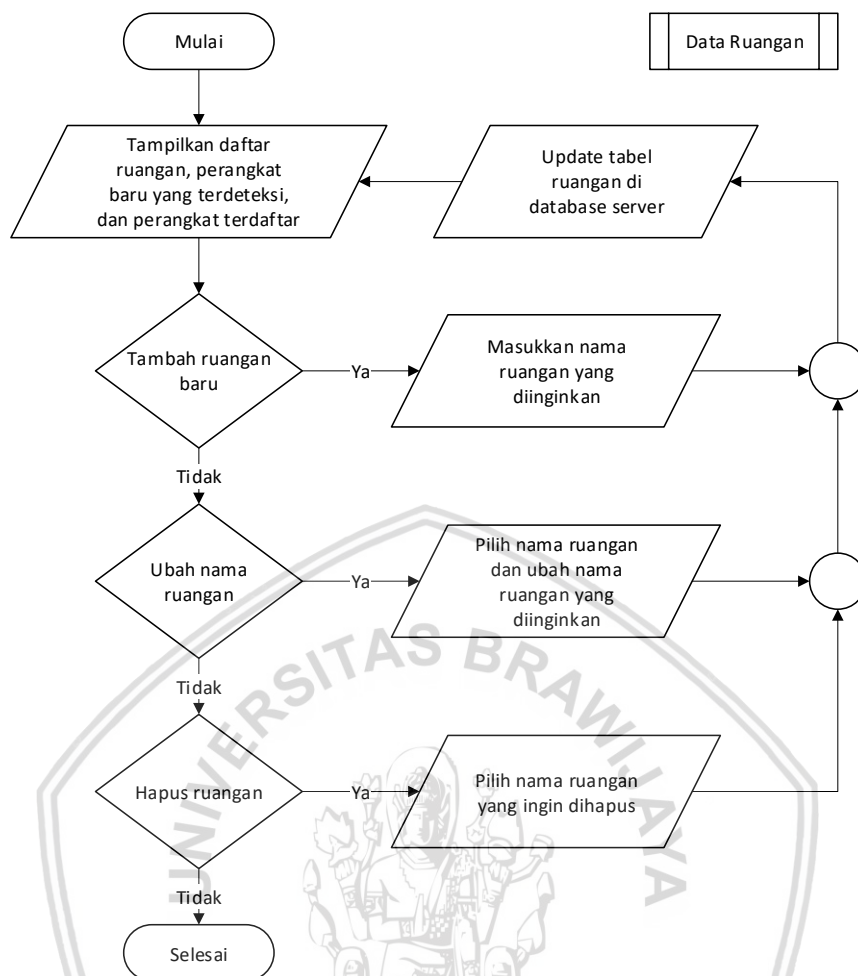 Mulai
Data Ruangan
Tampilkan daftar
ruangan, perangkat
baru yang terdeteksi,
dan perangkat terdaftar
Update tabel
ruangan di
database server
Tambah ruangan
baru
Ya
Masukkan nama
ruangan yang
diinginkan
Tidak
Ubah nama
ruangan
Ya
Pilih nama ruangan
dan ubah nama
ruangan yang
diinginkan
Tidak
Hapus ruangan
Ya
Pilih nama ruangan
yang ingin dihapus
Tidak
Selesai
UNIVERSITAS BRAWIJAYA